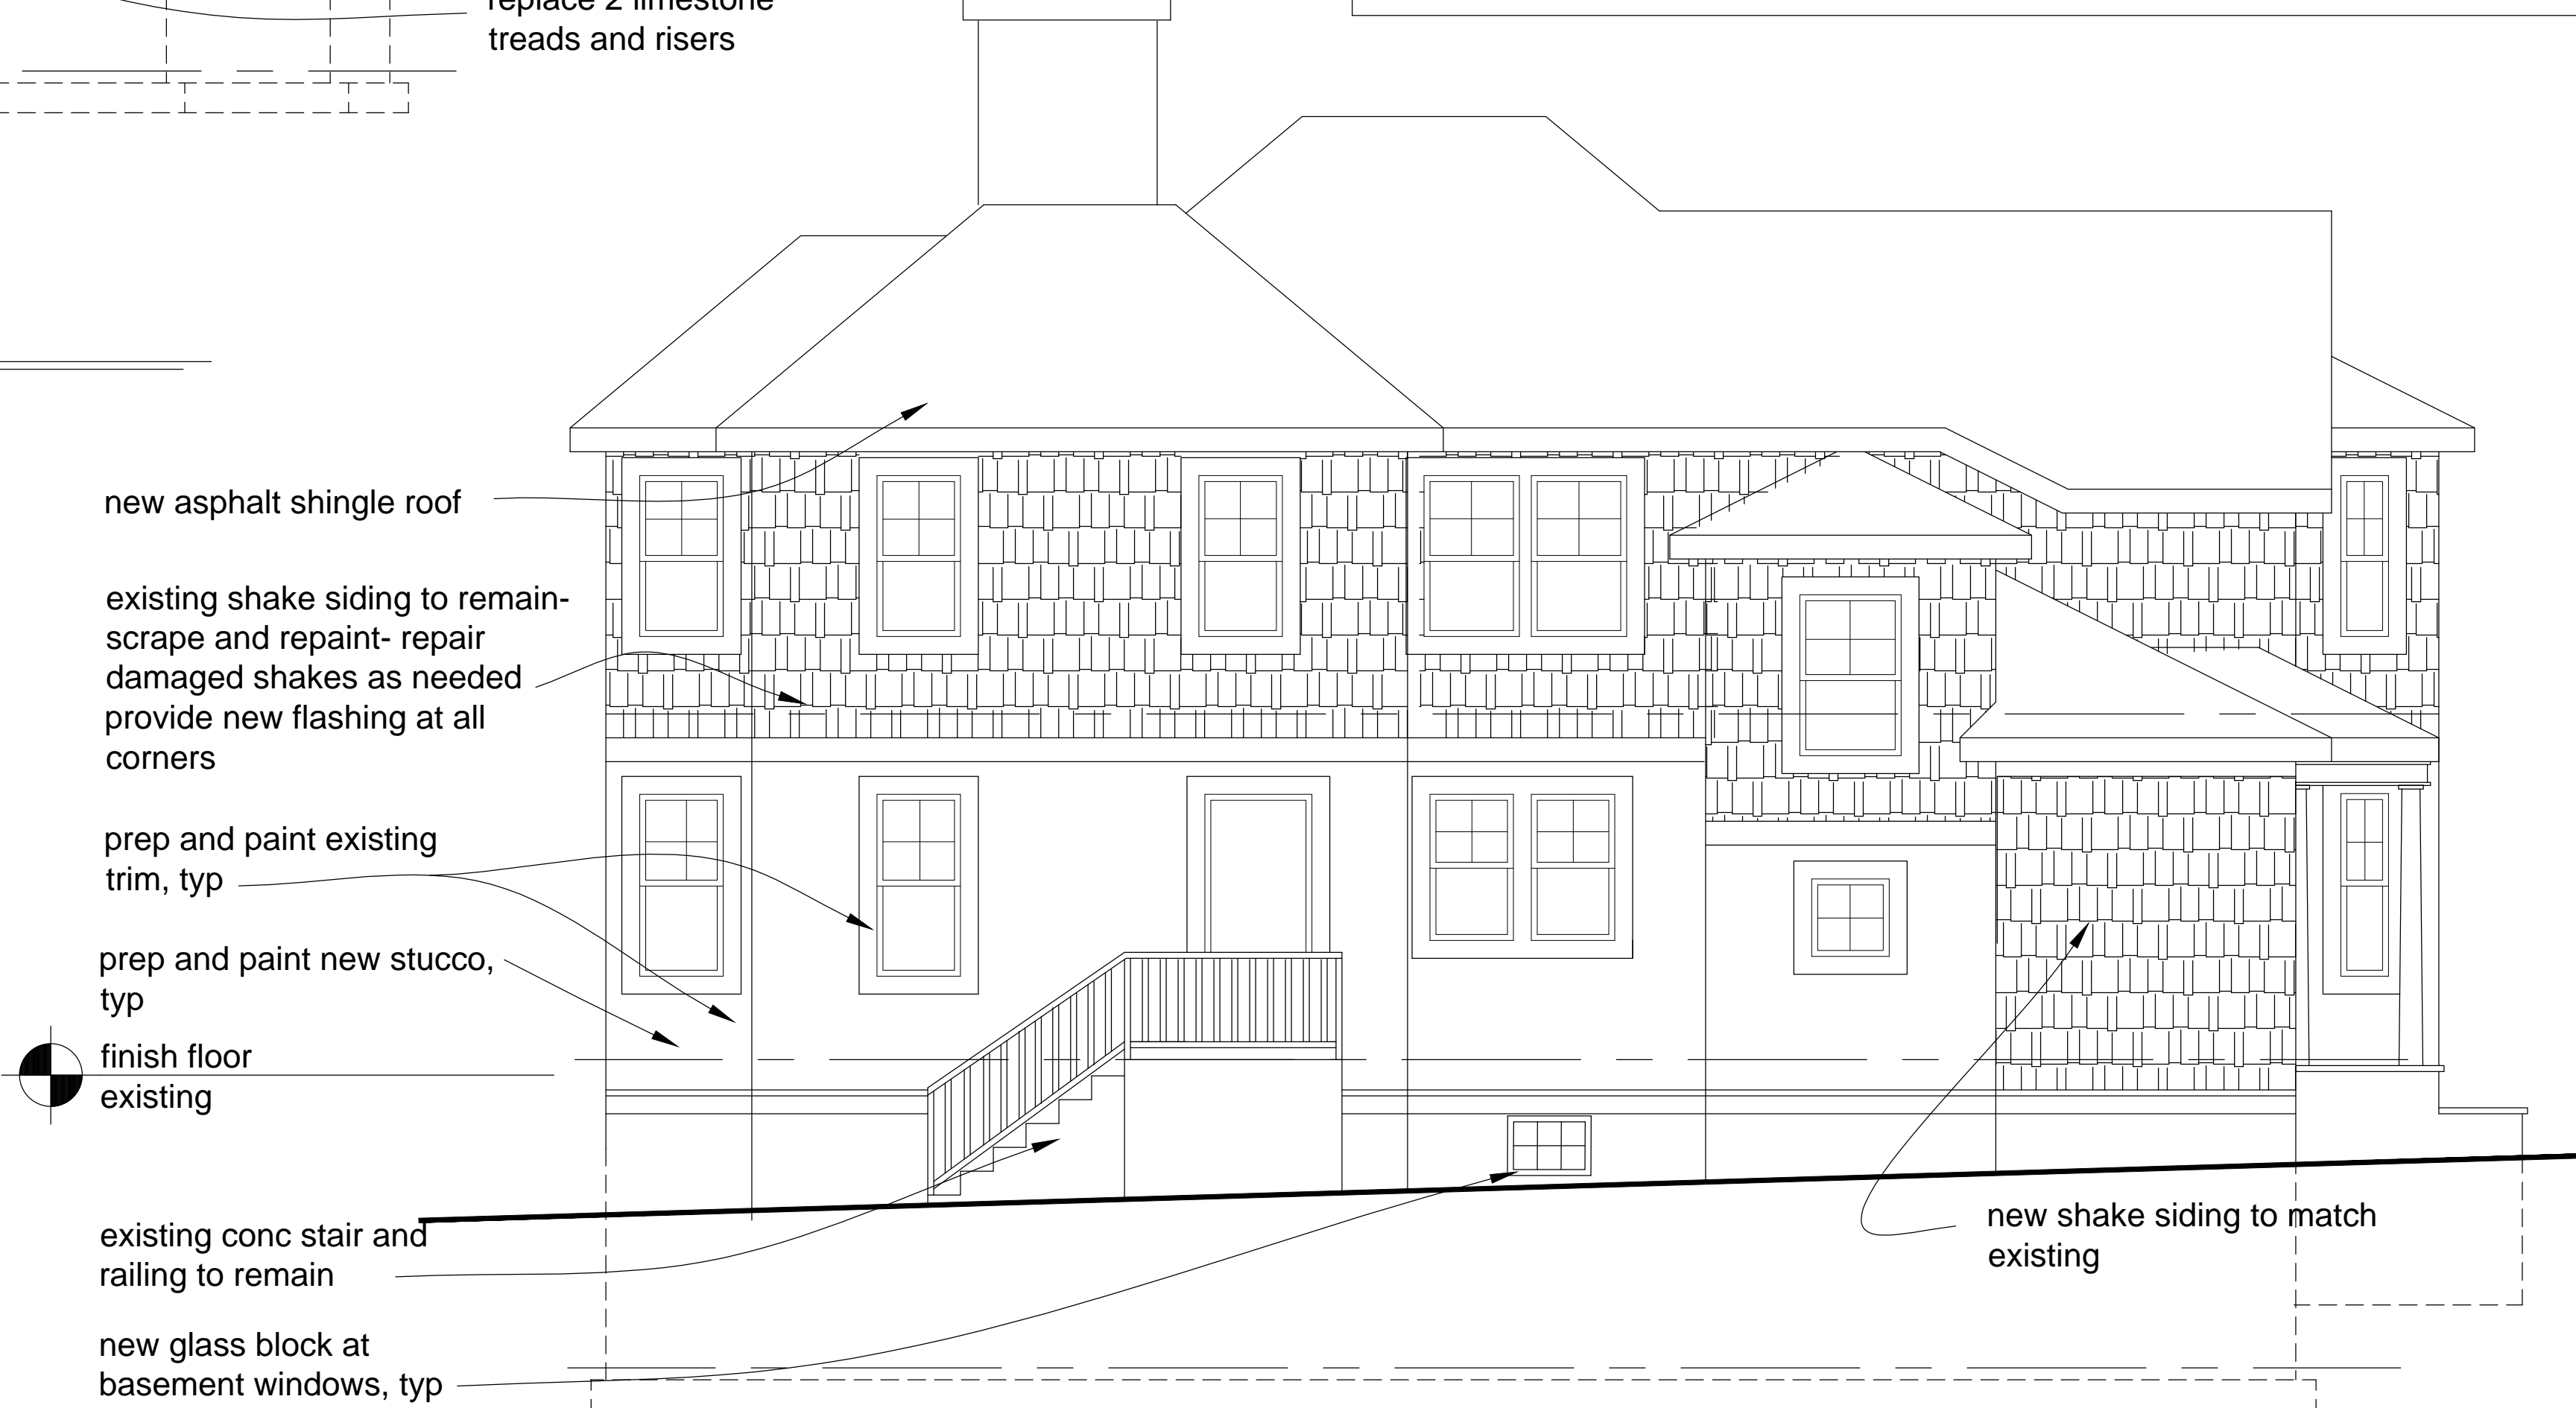 replace 2 limestone
treads and risers
new asphalt shingle roof
existing shake siding to remain-
scrape and repaint- repair
damaged shakes as needed
provide new flashing at all
corners
prep and paint existing
trim, typ
prep and paint new stucco,
typ
finish floor
existing
existing conc stair and
railing to remain
new glass block at
basement windows, typ
new shake siding to match
existing